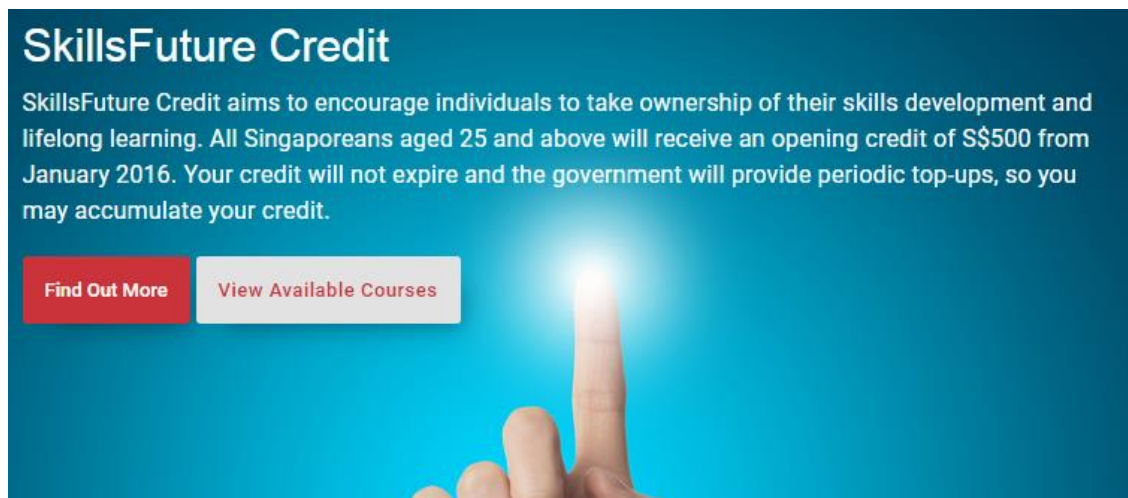 SkillsFuture Credit
SkillsFuture Credit aims to encourage individuals to take ownership of their skills development and
lifelong learning. All Singaporeans aged 25 and above will receive an opening credit of S$500 from
January 2016. Your credit will not expire and the government will provide periodic top-ups, so you
may accumulate your credit.
Find Out More
View Available Courses